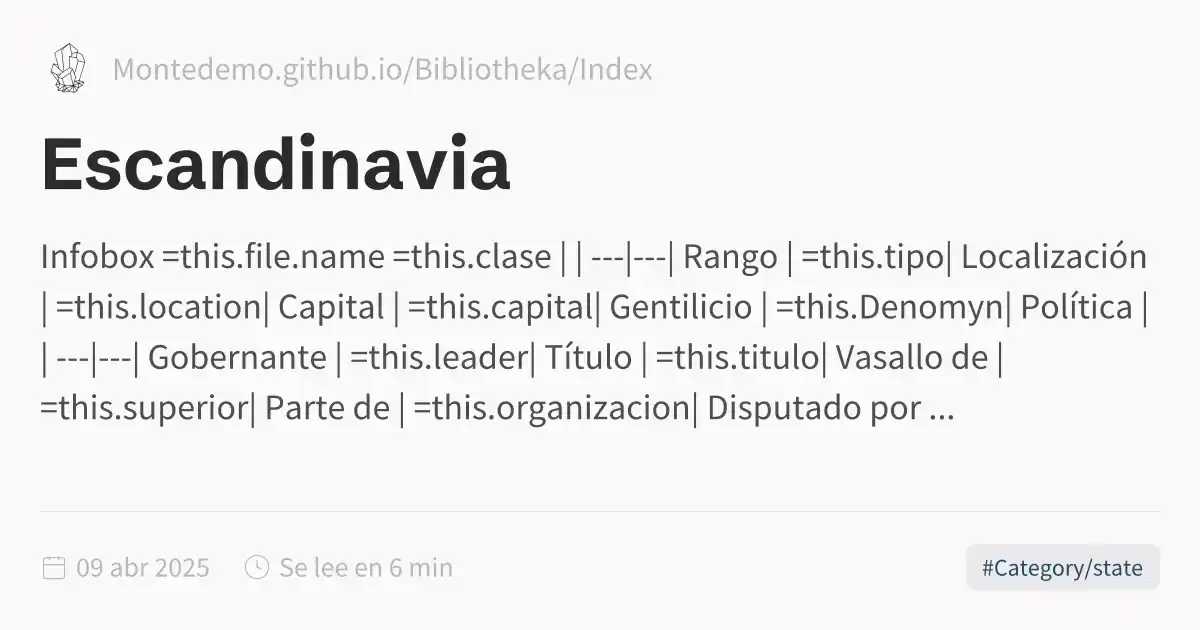 Montedemo.github.io/Bibliotheka/Index
Escandinavia
Infobox =this.file.name =this.clase | | ---|---| Rango | =this.tipo| Localización
| =this.location| Capital | =this.capital| Gentilicio | =this.Denomyn| Política |
| ---|---| Gobernante | =this.leader| Título | =this.titulo| Vasallo de |
=this.superior| Parte de | =this.organizacion| Disputado por ...
09 abr 2025 Se lee en 6 min #Category/state